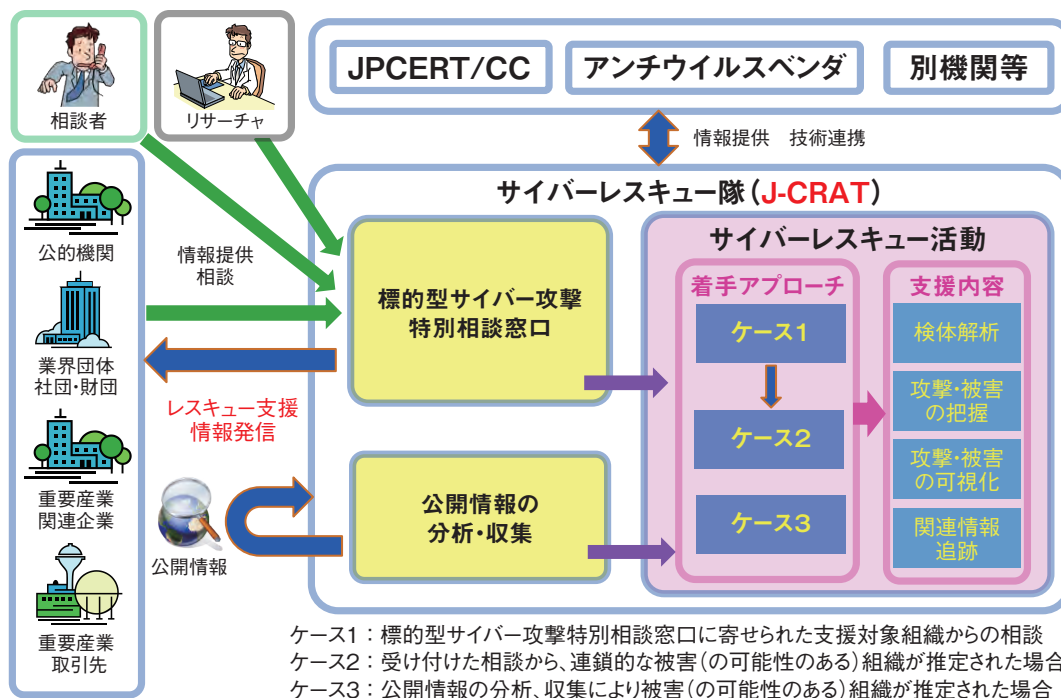 相談者
リサーチャ
JPCERT/CC
アンチウイルスベンダ
別機関等
情報提供 技術連携
公的機関
業界団体
社団・財団
重要産業
関連企業
重要産業
取引先
情報提供
相談
レスキュー支援
情報発信
公開情報
サイバーレスキュー隊(J-CRAT)
標的型サイバー攻撃
特別相談窓口
公開情報の
分析・収集
サイバーレスキュー活動
着手アプローチ
ケース1
ケース2
ケース3
支援内容
検体解析
攻撃・被害
の把握
攻撃・被害
の可視化
関連情報
追跡
ケース1:標的型サイバー攻撃特別相談窓口に寄せられた支援対象組織からの相談
ケース2:受け付けた相談から、連鎖的な被害(の可能性のある)組織が推定された場合
ケース3:公開情報の分析、収集により被害(の可能性のある)組織が推定された場合